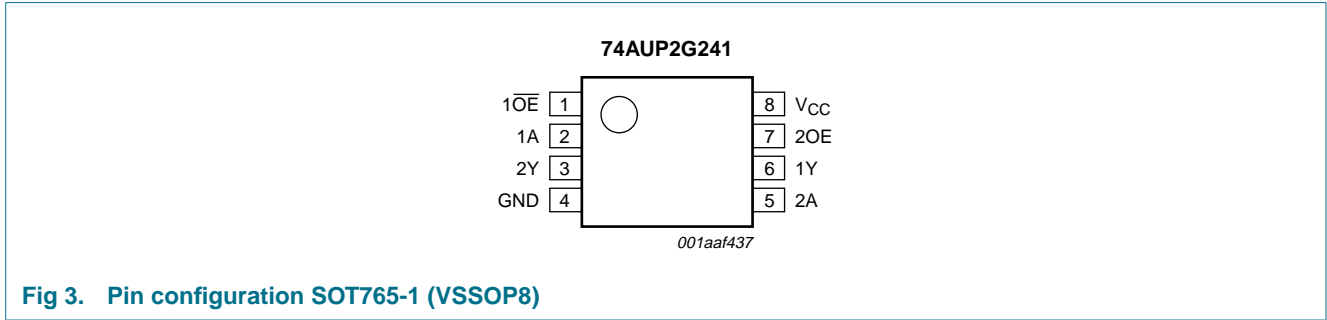 74AUP2G241
1O̅E̅ 1 8 VCC
1A 2 7 2OE
2Y 3 6 1Y
GND 4 5 2A
001aaf437
Fig 3. Pin configuration SOT765-1 (VSSOP8)